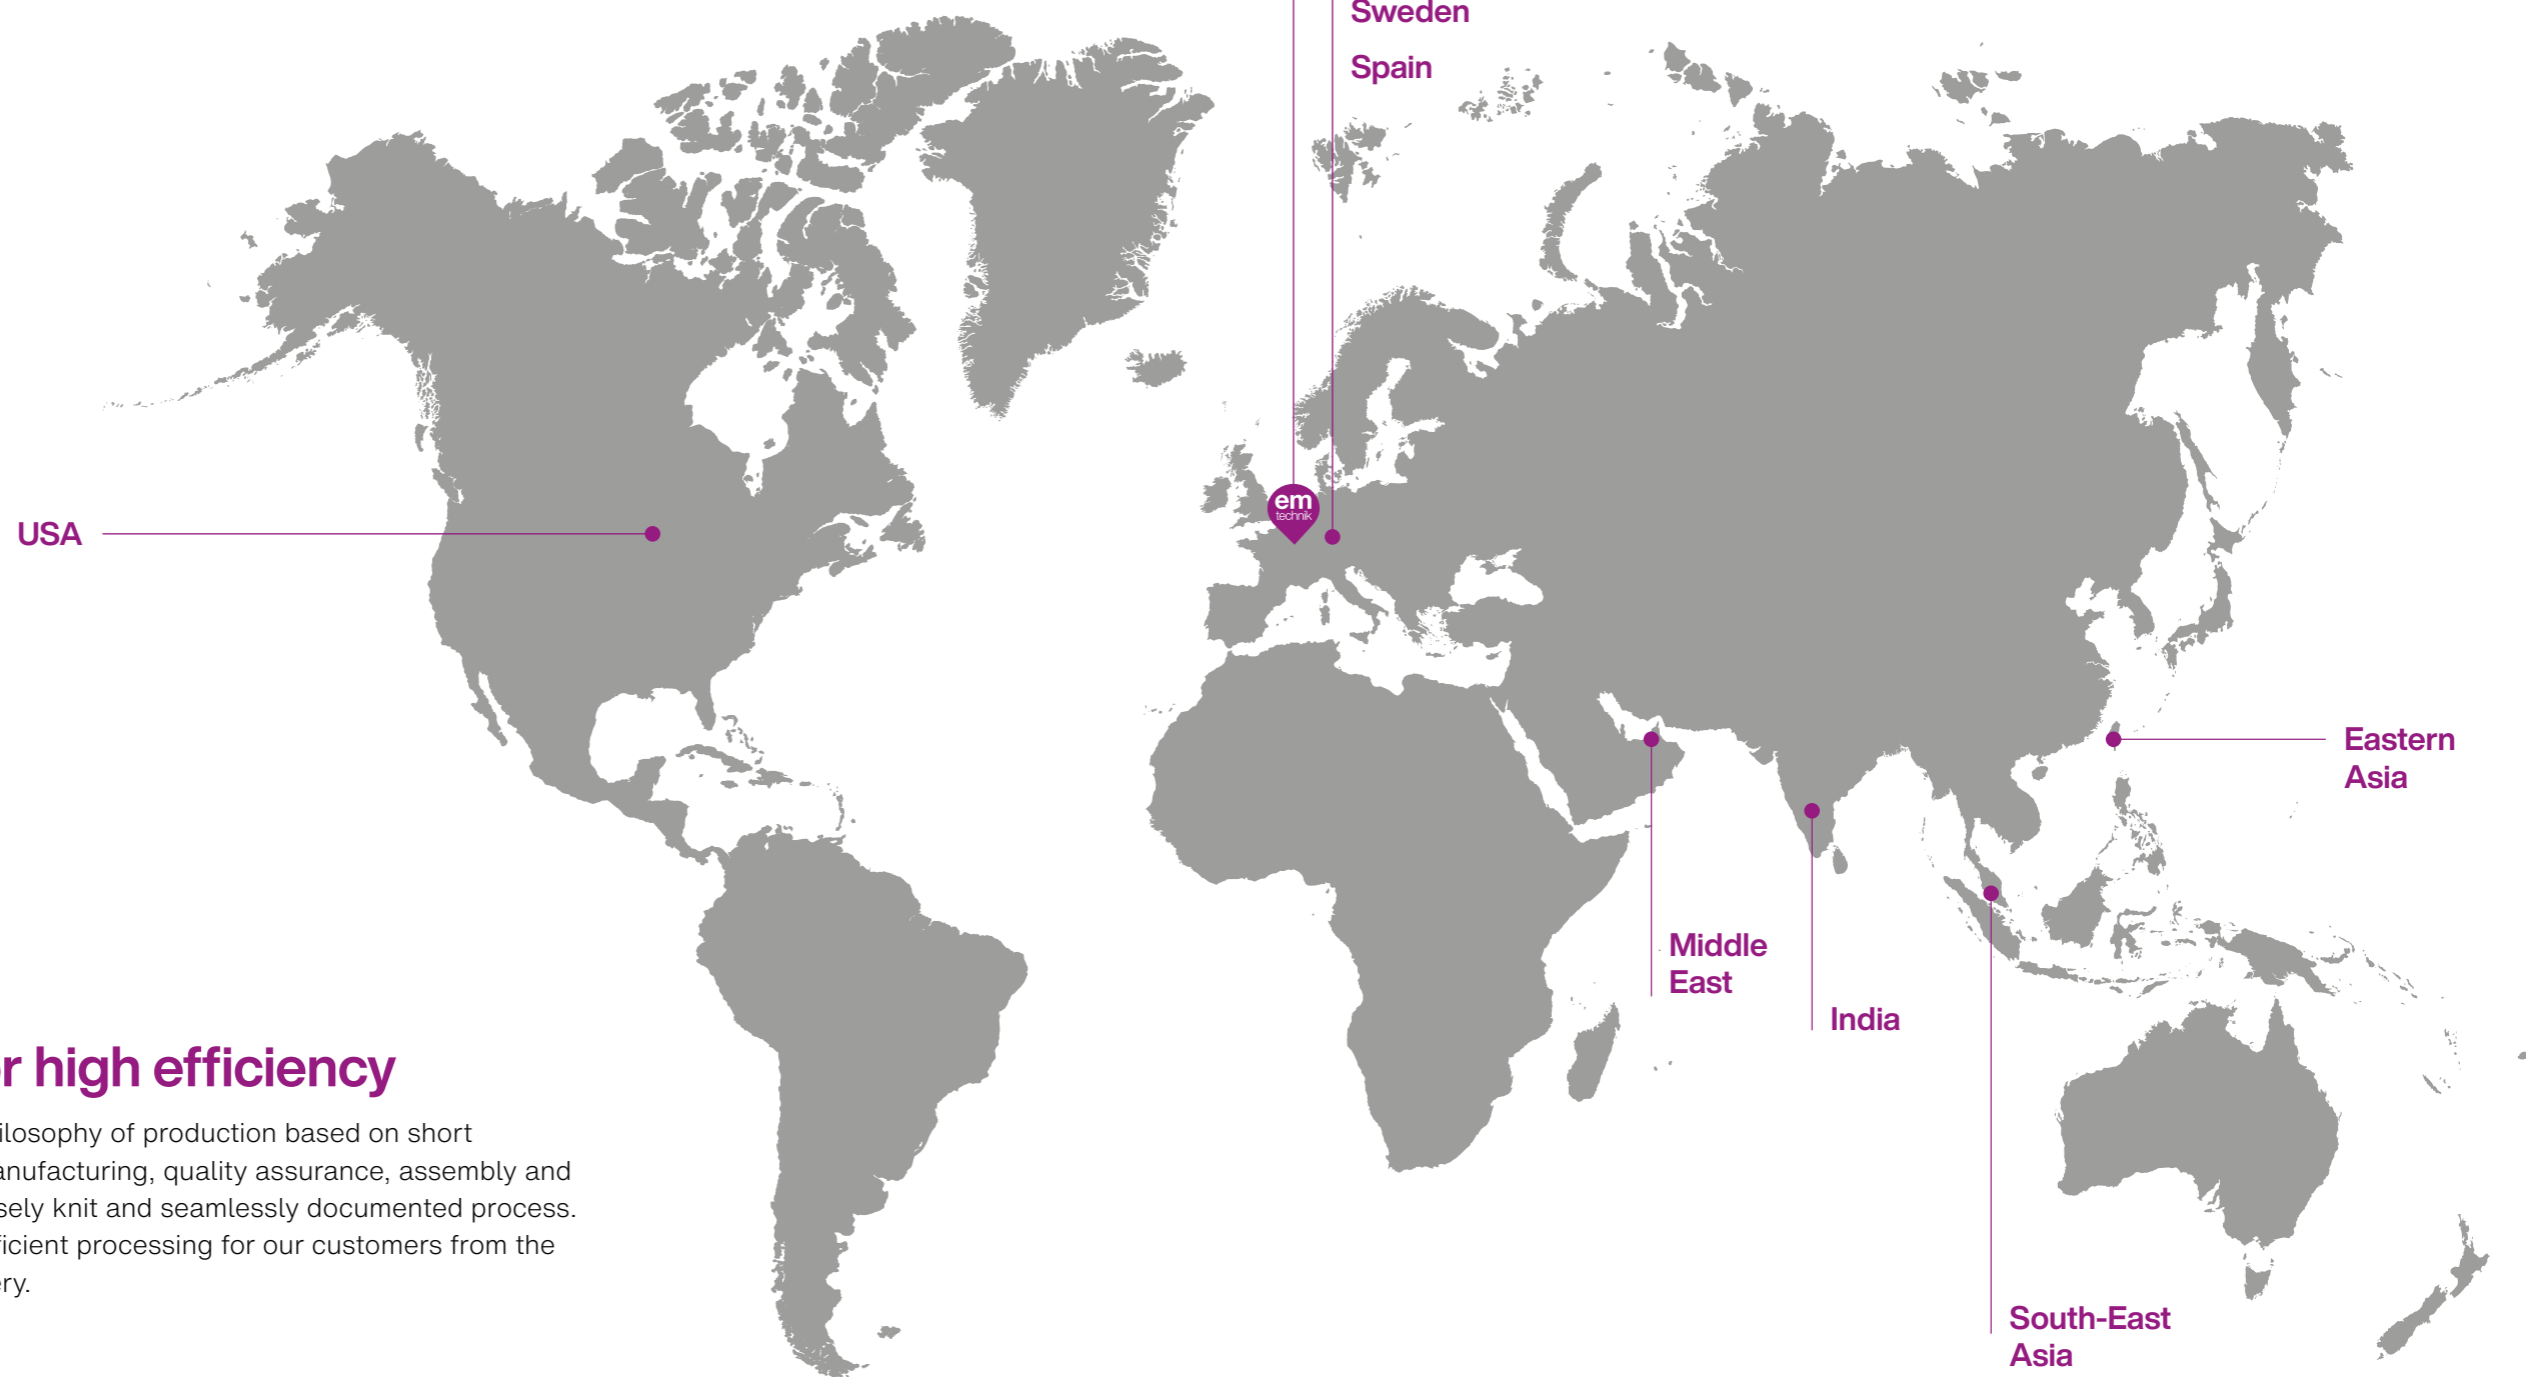 Sweden
Spain
em
technik
USA
Eastern
Asia
Middle
East
India
r high efficiency
ilosophy of production based on short
anufacturing, quality assurance, assembly and
sely knit and seamlessly documented process.
ficient processing for our customers from the
ery.
South-East
Asia